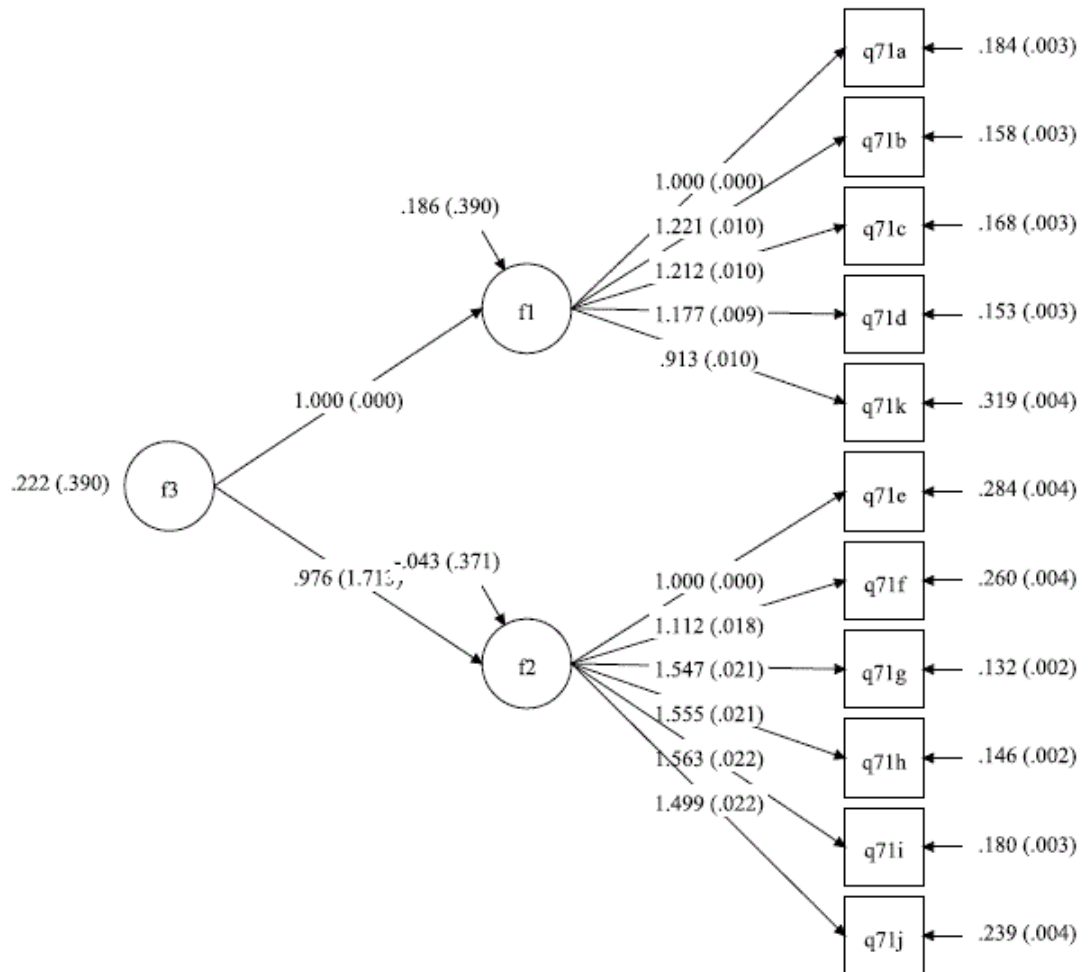 q71a
.184 (.003)
q71b
.158 (.003)
1.000 (.000)
.186 (.390)
1.221 (.010)
q71c
.168 (.003)
1.212 (.010)
f1
1.177 (.009)
q71d
.153 (.003)
.913 (.010)
1.000 (.000)
q71k
.319 (.004)
.222 (.390)
f3
q71e
.284 (.004)
-.043 (.371)
.976
1.000 (.000)
q71f
.260 (.004)
1.112 (.018)
f2
1.547 (.021)
q71g
.132 (.002)
1.555 (.021)
q71h
.146 (.002)
1.563 (.022)
1.499 (.022)
q71i
.180 (.003)
q71j
.239 (.004)